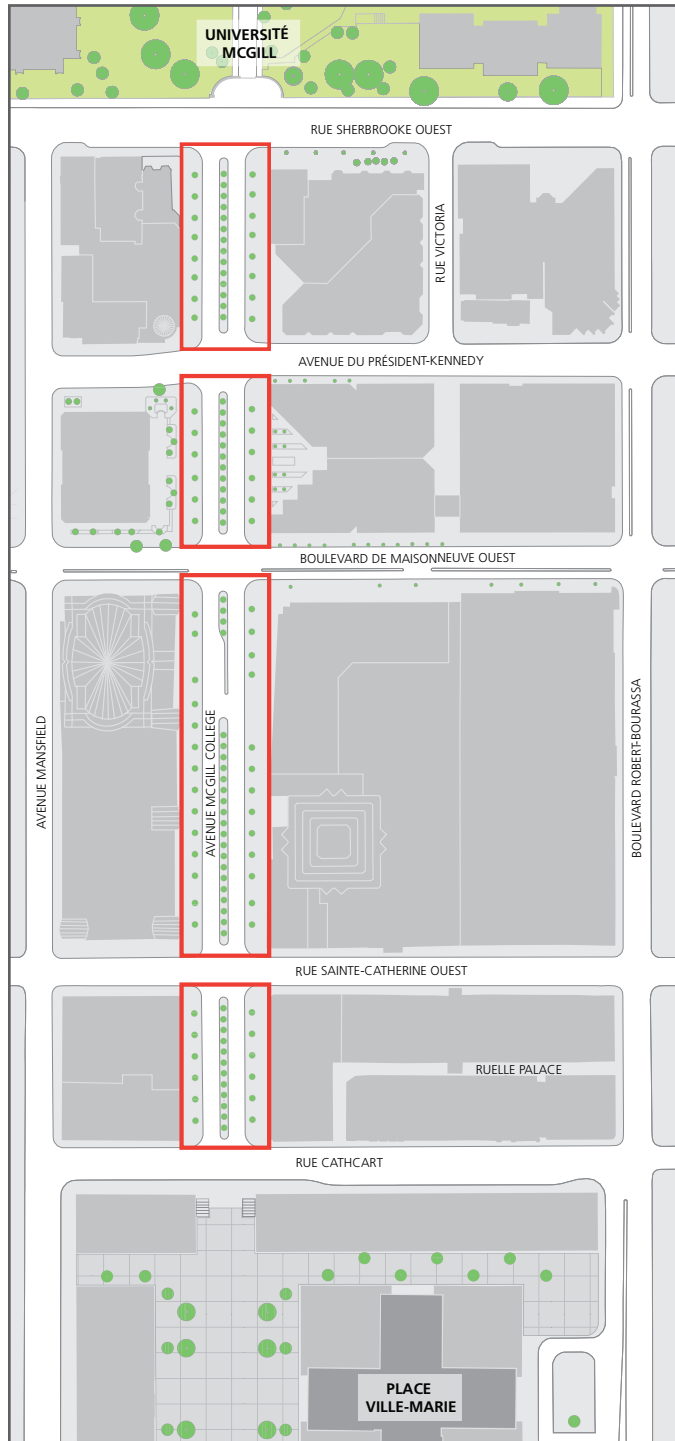 UNIVERSITÉ
MCGILL
RUE SHERBROOKE OUEST
RUE VICTORIA
AVENUE DU PRÉSIDENT-KENNEDY
BOULEVARD DE MAISONNEUVE OUEST
AVENUE MANSFIELD
AVENUE MCGILL COLLEGE
BOULEVARD ROBERT-BOURASSA
RUE SAINTE-CATHERINE OUEST
RUELLE PALACE
RUE CATHCART
PLACE
VILLE-MARIE